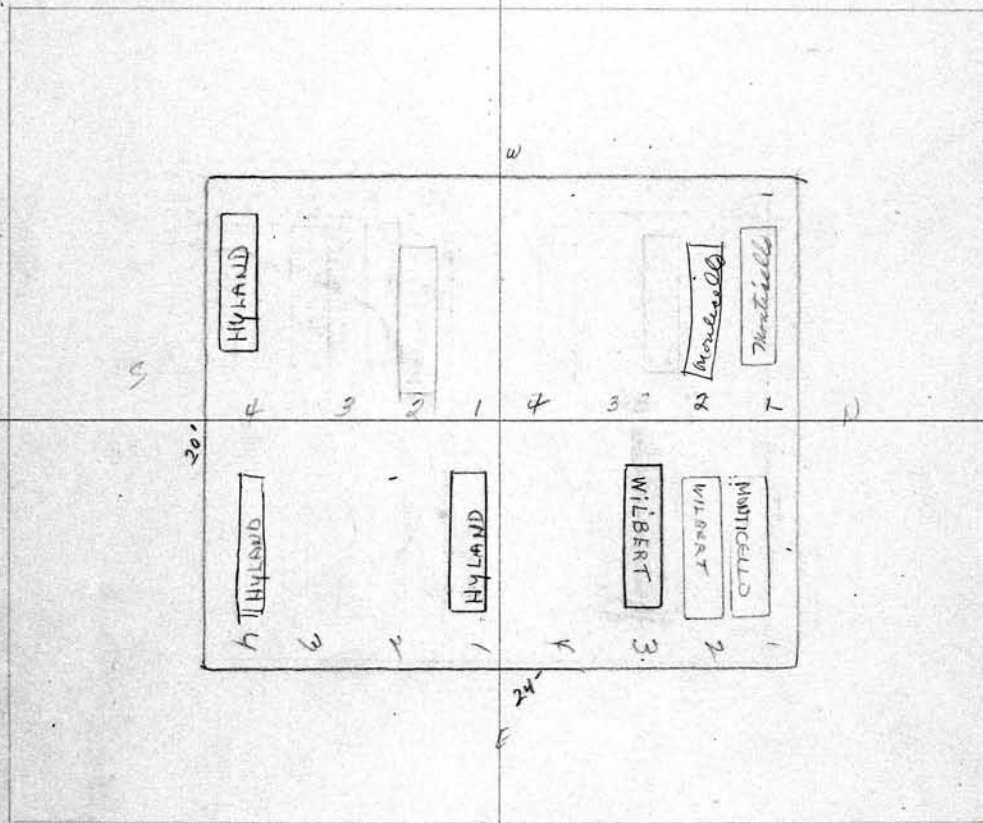 W
1
HYLAND
Monticello
Monticello
S
4 3 2 1 4 3 2 1
20'
HYLAND
HYLAND
WILBERT
WILBERT
MONTICELLO
4 3 2 1 4 3 2 1
24'
E